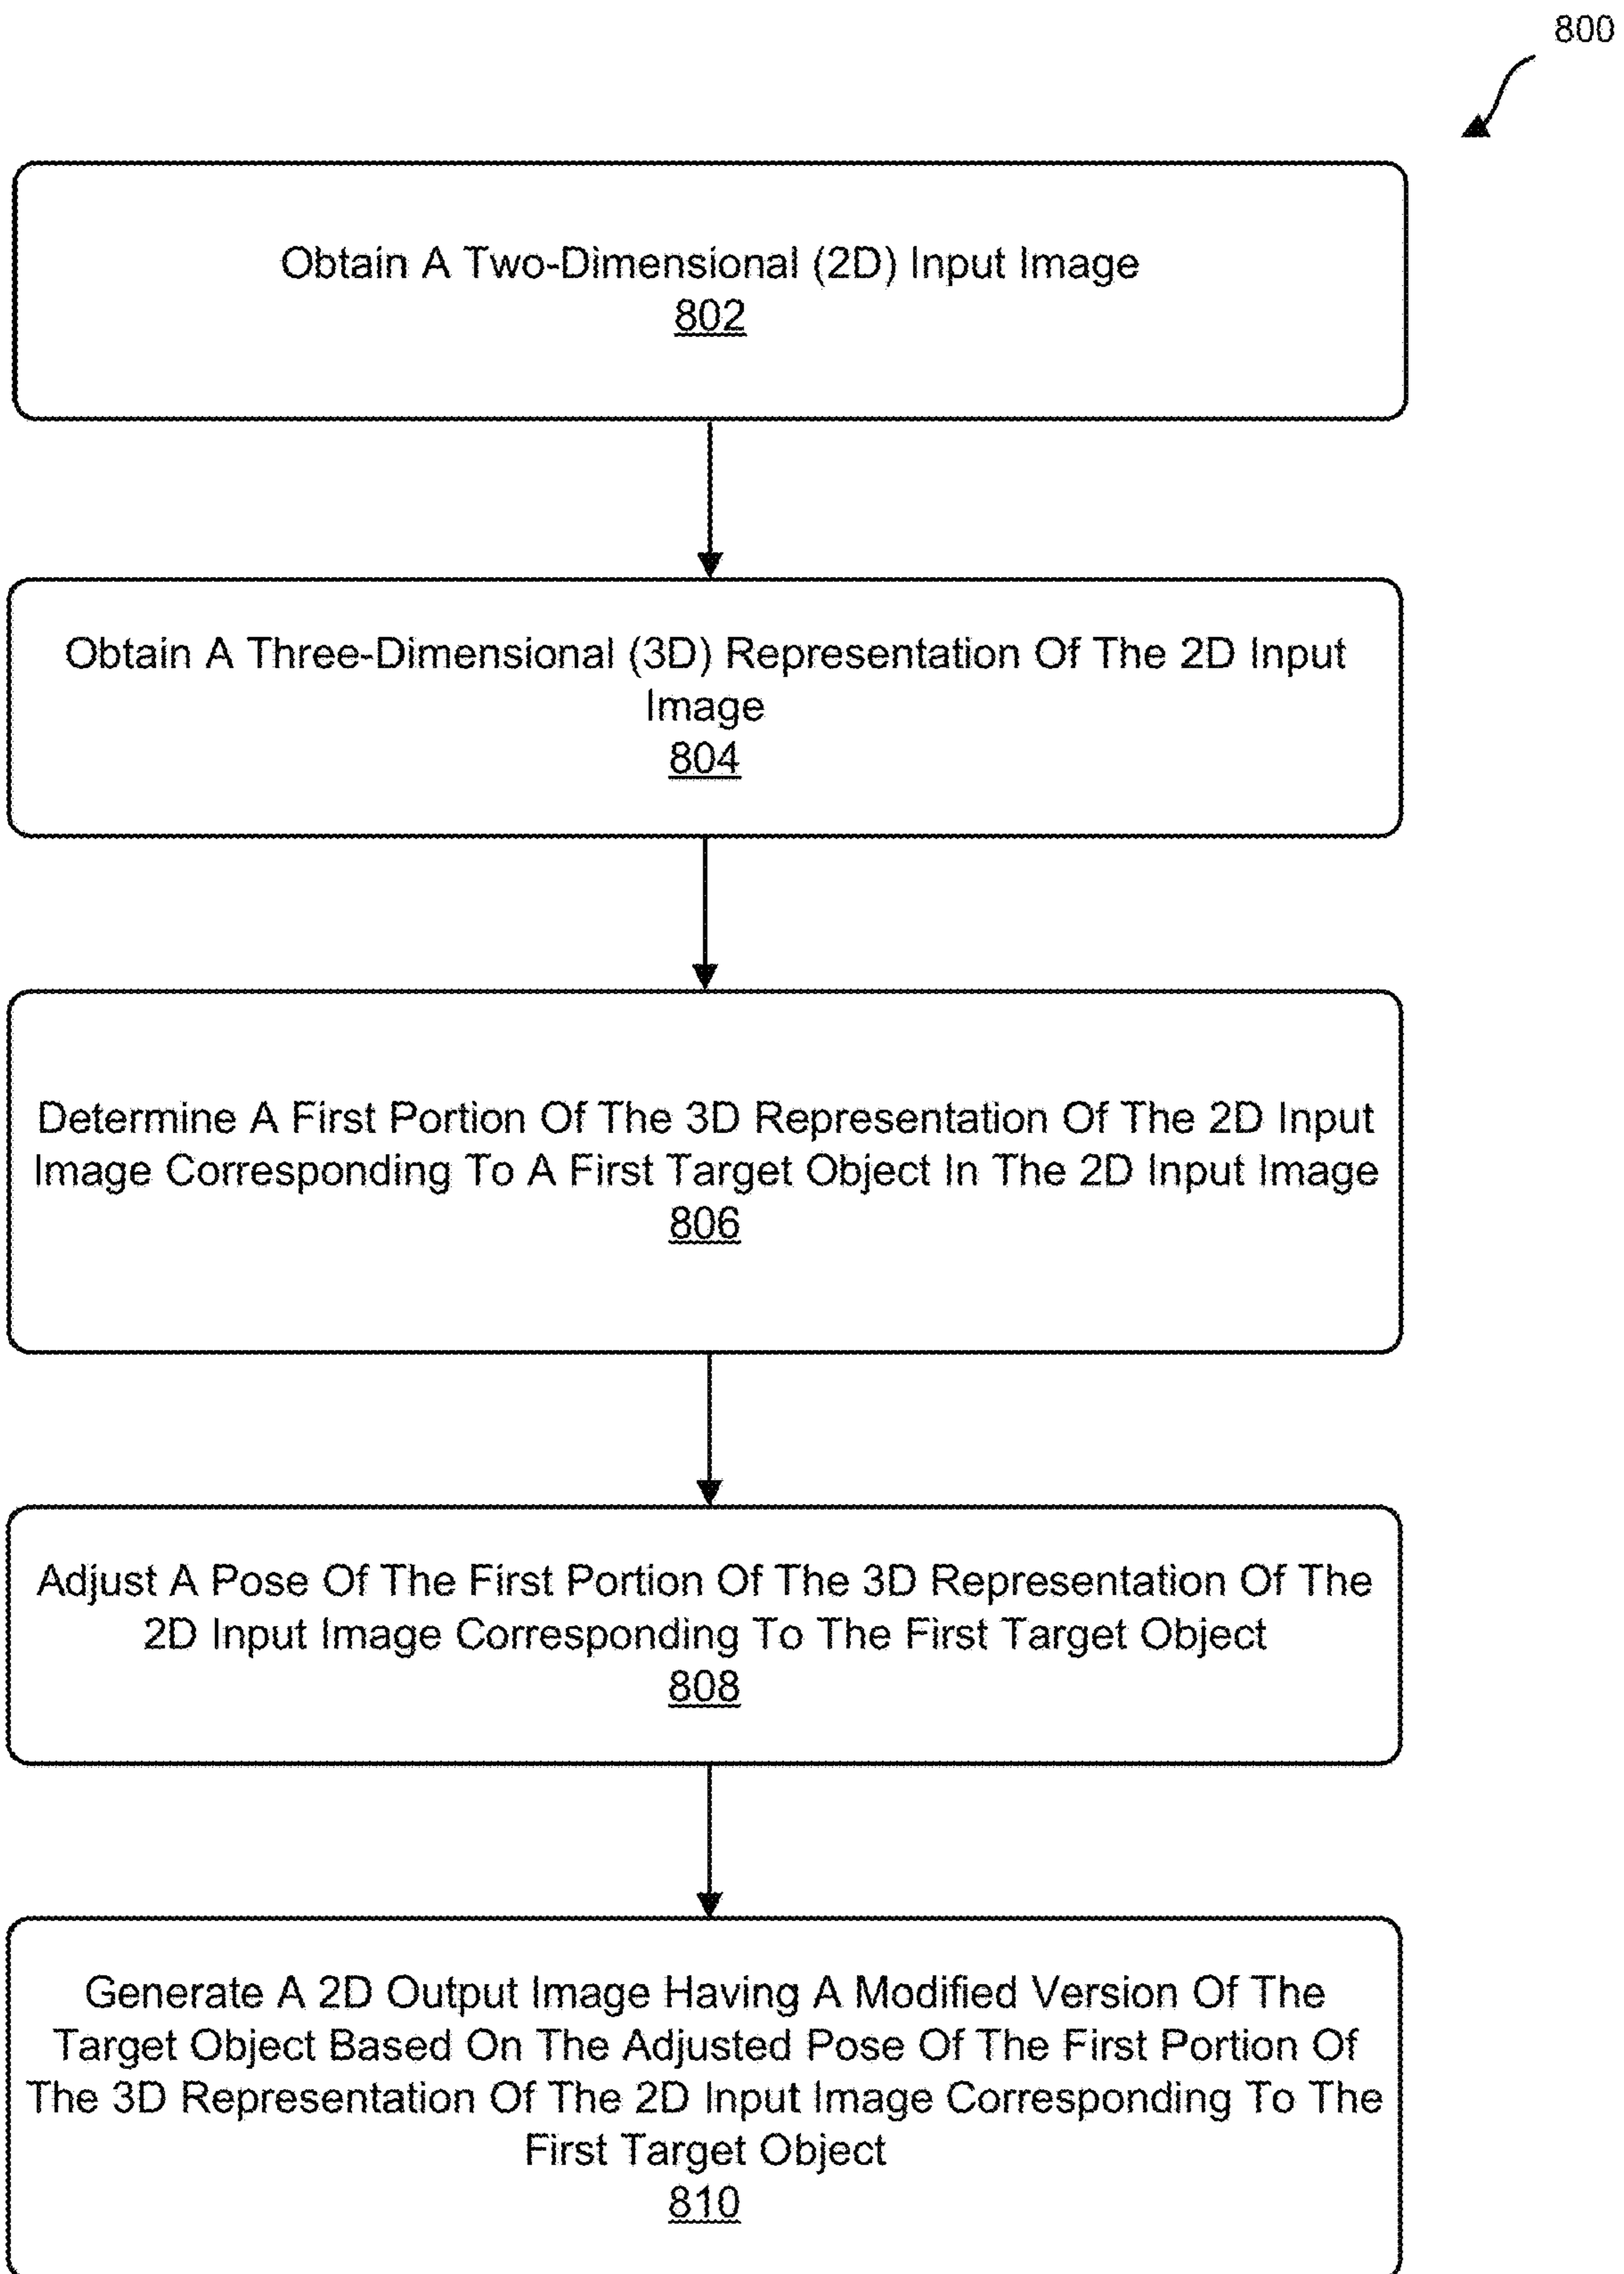 800
Obtain A Two-Dimensional (2D) Input Image
802
Obtain A Three-Dimensional (3D) Representation Of The 2D Input
Image
804
Determine A First Portion Of The 3D Representation Of The 2D Input
Image Corresponding To A First Target Object In The 2D Input Image
806
Adjust A Pose Of The First Portion Of The 3D Representation Of The
2D Input Image Corresponding To The First Target Object
808
Generate A 2D Output Image Having A Modified Version Of The
Target Object Based On The Adjusted Pose Of The First Portion Of
The 3D Representation Of The 2D Input Image Corresponding To The
First Target Object
810